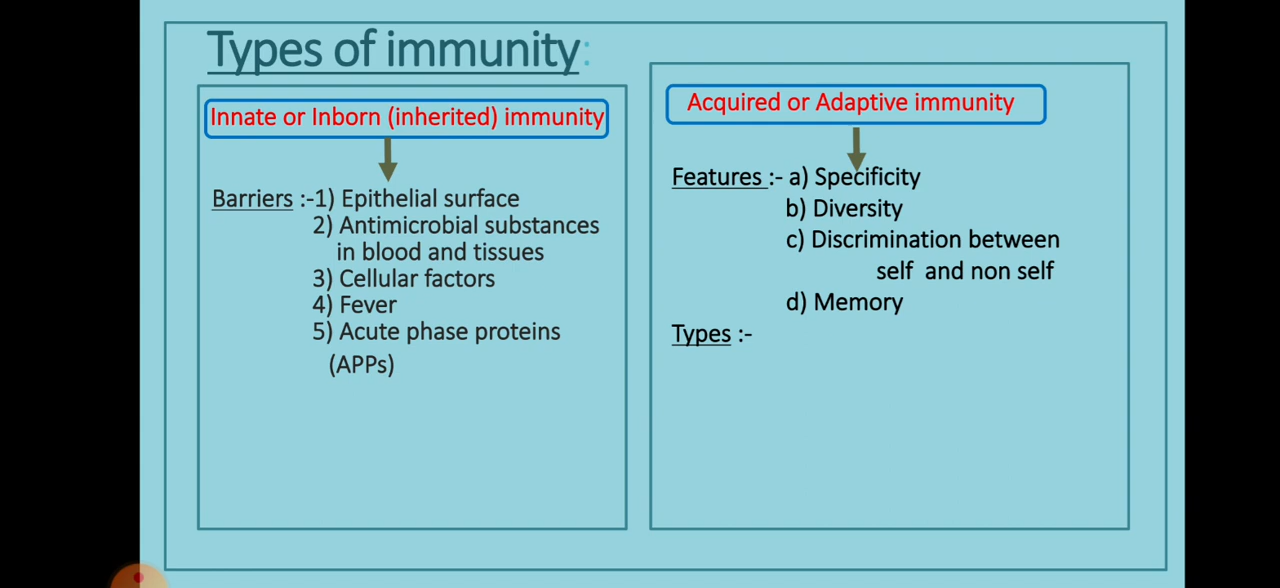 Types of immunity:
Innate or Inborn (inherited) immunity
Barriers :-1) Epithelial surface
2) Antimicrobial substances
in blood and tissues
3) Cellular factors
4) Fever
5) Acute phase proteins
(APPs)
Acquired or Adaptive immunity
Features :- a) Specificity
b) Diversity
c) Discrimination between
self and non self
d) Memory
Types :-